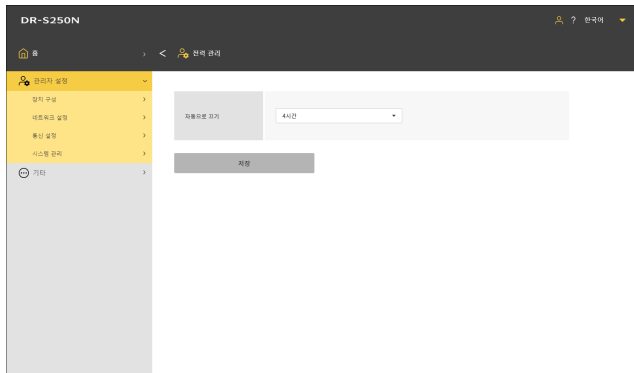 DR-S250N
? 한국어
홈
< 전력 관리
관리자 설정
장치 구성
네트워크 설정
통신 설정
시스템 관리
기타
자동으로 끄기
4시간
저장